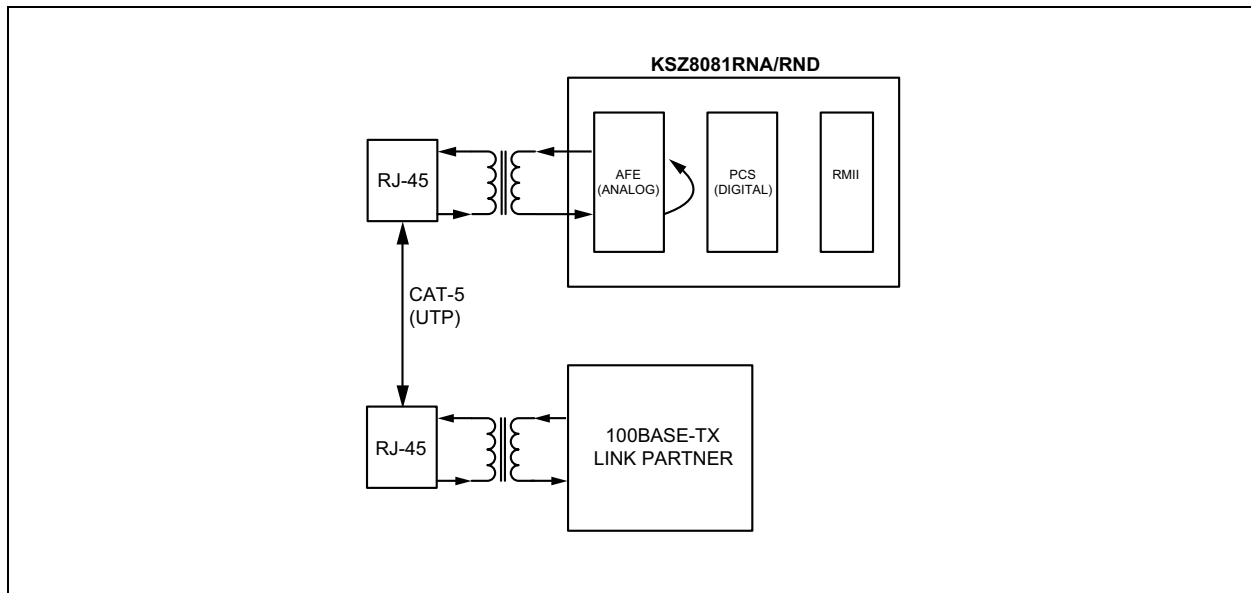 KSZ8081RNA/RND
RJ-45
AFE
(ANALOG)
PCS
(DIGITAL)
RMII
CAT-5
(UTP)
RJ-45
100BASE-TX
LINK PARTNER